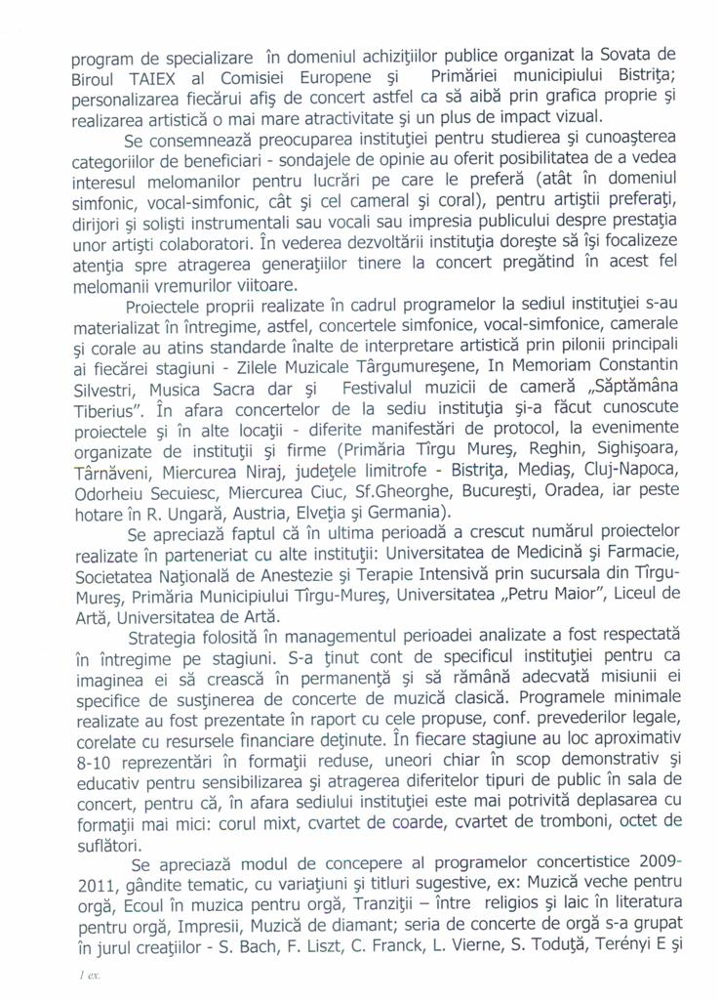 program de specializare în domeniul achiziţiilor publice organizat la Sovata de
Biroul TAIEX al Comisiei Europene şi Primăriei municipiului Bistriţa;
personalizarea fiecărui afiş de concert astfel ca să aibă prin grafica proprie şi
realizarea artistică o mai mare atractivitate şi un plus de impact vizual.
Se consemnează preocuparea instituţiei pentru studierea şi cunoaşterea
categoriilor de beneficiari - sondajele de opinie au oferit posibilitatea de a vedea
interesul melomanilor pentru lucrări pe care le preferă (atât în domeniul
simfonic, vocal-simfonic, cât şi cel cameral şi coral), pentru artiştii preferaţi,
dirijori şi solişti instrumentali sau vocali sau impresia publicului despre prestaţia
unor artişti colaboratori. În vederea dezvoltării instituţia doreşte să îşi focalizeze
atenţia spre atragerea generaţiilor tinere la concert pregătind în acest fel
melomanii vremurilor viitoare.
Proiectele proprii realizate în cadrul programelor la sediul instituţiei s-au
materializat în întregime, astfel, concertele simfonice, vocal-simfonice, camerale
şi corale au atins standarde înalte de interpretare artistică prin pilonii principali
ai fiecărei stagiuni - Zilele Muzicale Târgumureşene, In Memoriam Constantin
Silvestri, Musica Sacra dar şi Festivalul muzicii de cameră „Săptămâna
Tiberius”. În afara concertelor de la sediu instituţia şi-a făcut cunoscute
proiectele şi în alte locaţii - diferite manifestări de protocol, la evenimente
organizate de instituţii şi firme (Primăria Tîrgu Mureş, Reghin, Sighişoara,
Târnăveni, Miercurea Niraj, judeţele limitrofe - Bistriţa, Mediaş, Cluj-Napoca,
Odorheiu Secuiesc, Miercurea Ciuc, Sf.Gheorghe, Bucureşti, Oradea, iar peste
hotare în R. Ungară, Austria, Elveţia şi Germania).
Se apreciază faptul că în ultima perioadă a crescut numărul proiectelor
realizate în parteneriat cu alte instituţii: Universitatea de Medicină şi Farmacie,
Societatea Naţională de Anestezie şi Terapie Intensivă prin sucursala din Tîrgu-
Mureş, Primăria Municipiului Tîrgu-Mureş, Universitatea „Petru Maior”, Liceul de
Artă, Universitatea de Artă.
Strategia folosită în managementul perioadei analizate a fost respectată
în întregime pe stagiuni. S-a ţinut cont de specificul instituţiei pentru ca
imaginea ei să crească în permanenţă şi să rămână adecvată misiunii ei
specifice de susţinerea de concerte de muzică clasică. Programele minimale
realizate au fost prezentate în raport cu cele propuse, conf. prevederilor legale,
corelate cu resursele financiare deţinute. În fiecare stagiune au loc aproximativ
8-10 reprezentări în formaţii reduse, uneori chiar în scop demonstrativ şi
educativ pentru sensibilizarea şi atragerea diferitelor tipuri de public în sala de
concert, pentru că, în afara sediului instituţiei este mai potrivită deplasarea cu
formaţii mai mici: corul mixt, cvartet de coarde, cvartet de tromboni, octet de
suflători.
Se apreciază modul de concepere al programelor concertistice 2009-
2011, gândite tematic, cu variaţiuni şi titluri sugestive, ex: Muzică veche pentru
orgă, Ecoul în muzica pentru orgă, Tranziţii – între religios şi laic în literatura
pentru orgă, Impresii, Muzică de diamant; seria de concerte de orgă s-a grupat
în jurul creaţiilor - S. Bach, F. Liszt, C. Franck, L. Vierne, S. Toduţă, Terényi E şi
1 ex.